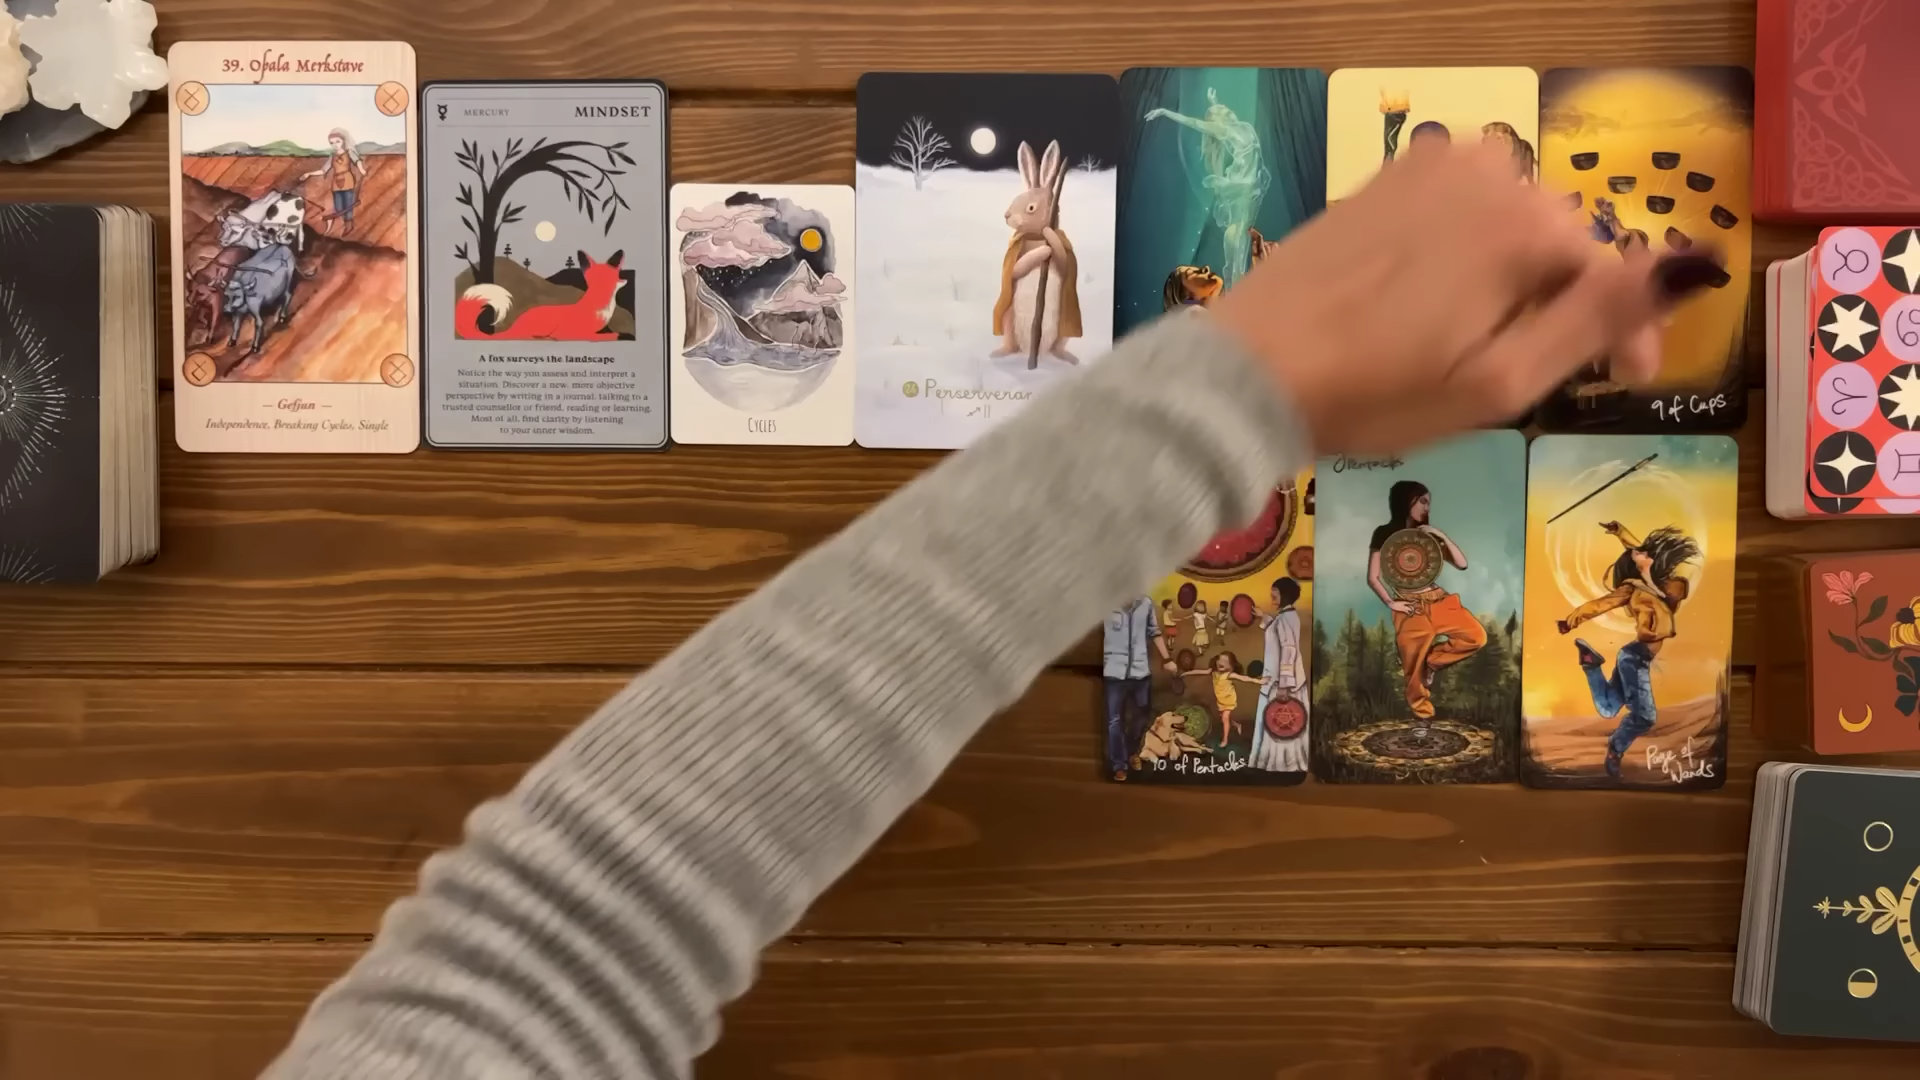 39. Opala Merkstave
— Gefjun —
Independence, Breaking Cycles, Single
MERCURY
MINDSET
A fox surveys the landscape
Notice the way you assess and interpret a
situation. Discover a new, more objective
perspective by writing in a journal, talking to a
trusted counsellor or friend, reading or learning.
Most of all, find clarity by listening
to your inner wisdom.
CYCLES
9 of Cups
10 of Pentacles
Page of
Wands